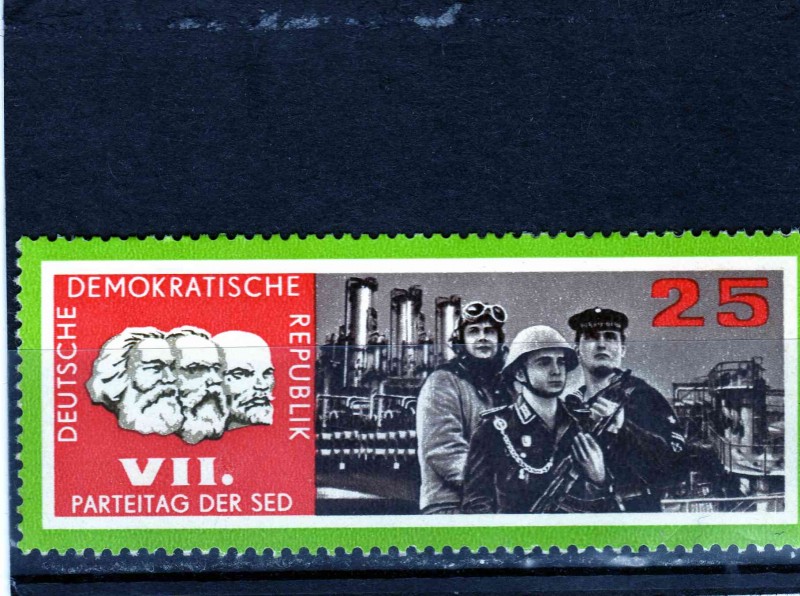 DEUTSCHE
DEMOKRATISCHE
REPUBLIK
VII.
PARTEITAG DER SED
25